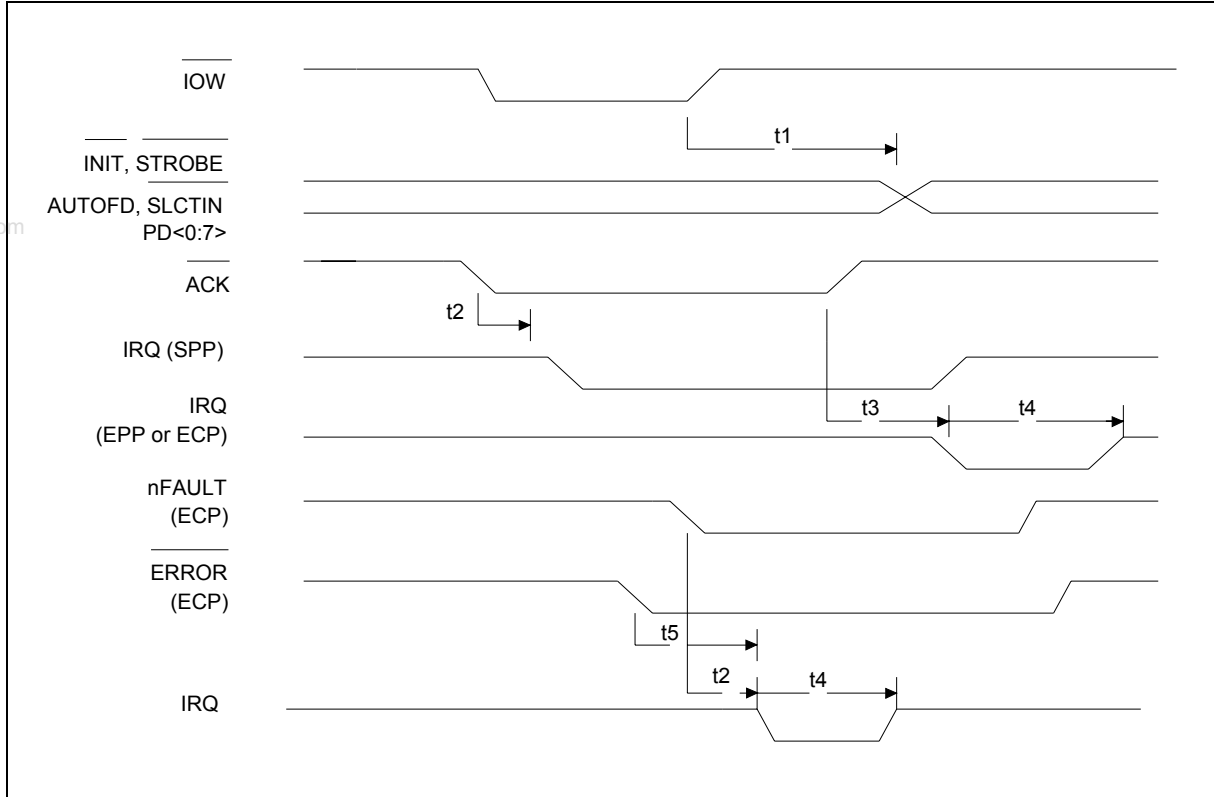 IOW
t1
INIT, STROBE
AUTOFD, SLCTIN
PD<0:7>
om
ACK
t2
IRQ (SPP)
IRQ
(EPP or ECP)
t3
t4
nFAULT
(ECP)
ERROR
(ECP)
t5
t2
t4
IRQ